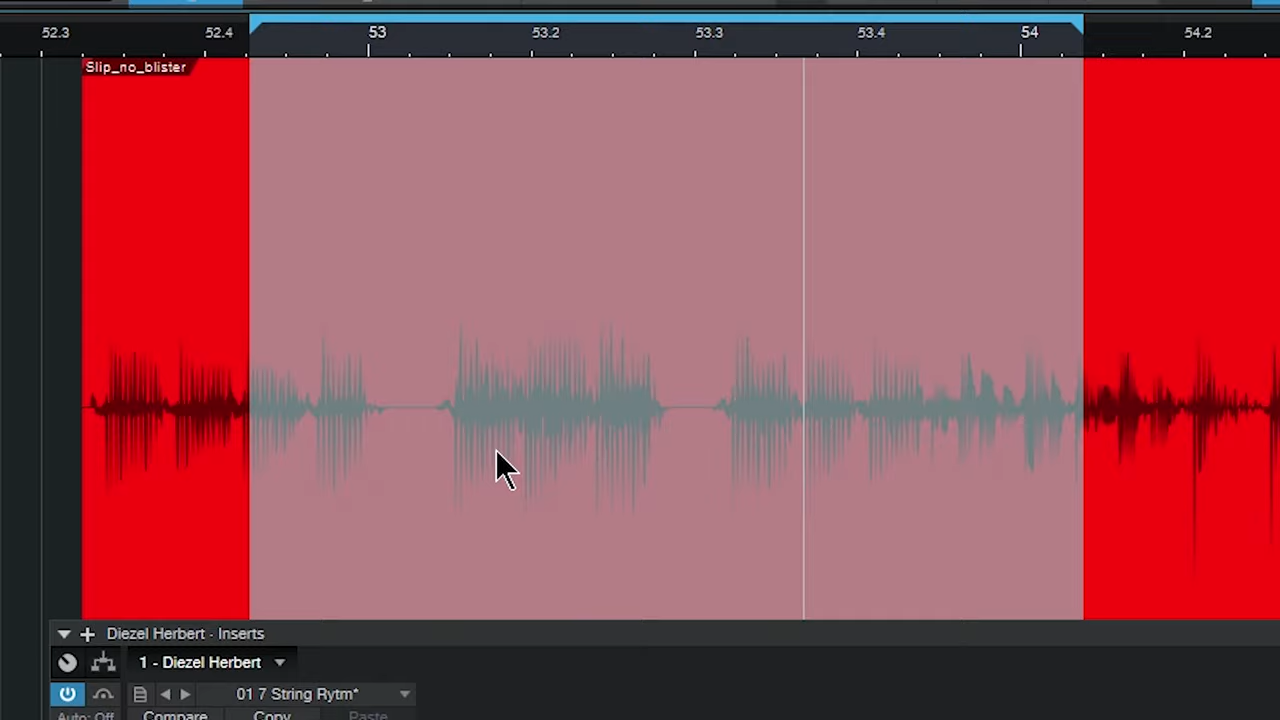 52.3 52.4 53 53.2 53.3 53.4 54 54.2
Slip_no_blister
Diezel Herbert - Inserts
1 - Diezel Herbert
01 7 String Rytm*
Auto: Off Compare Copy Paste